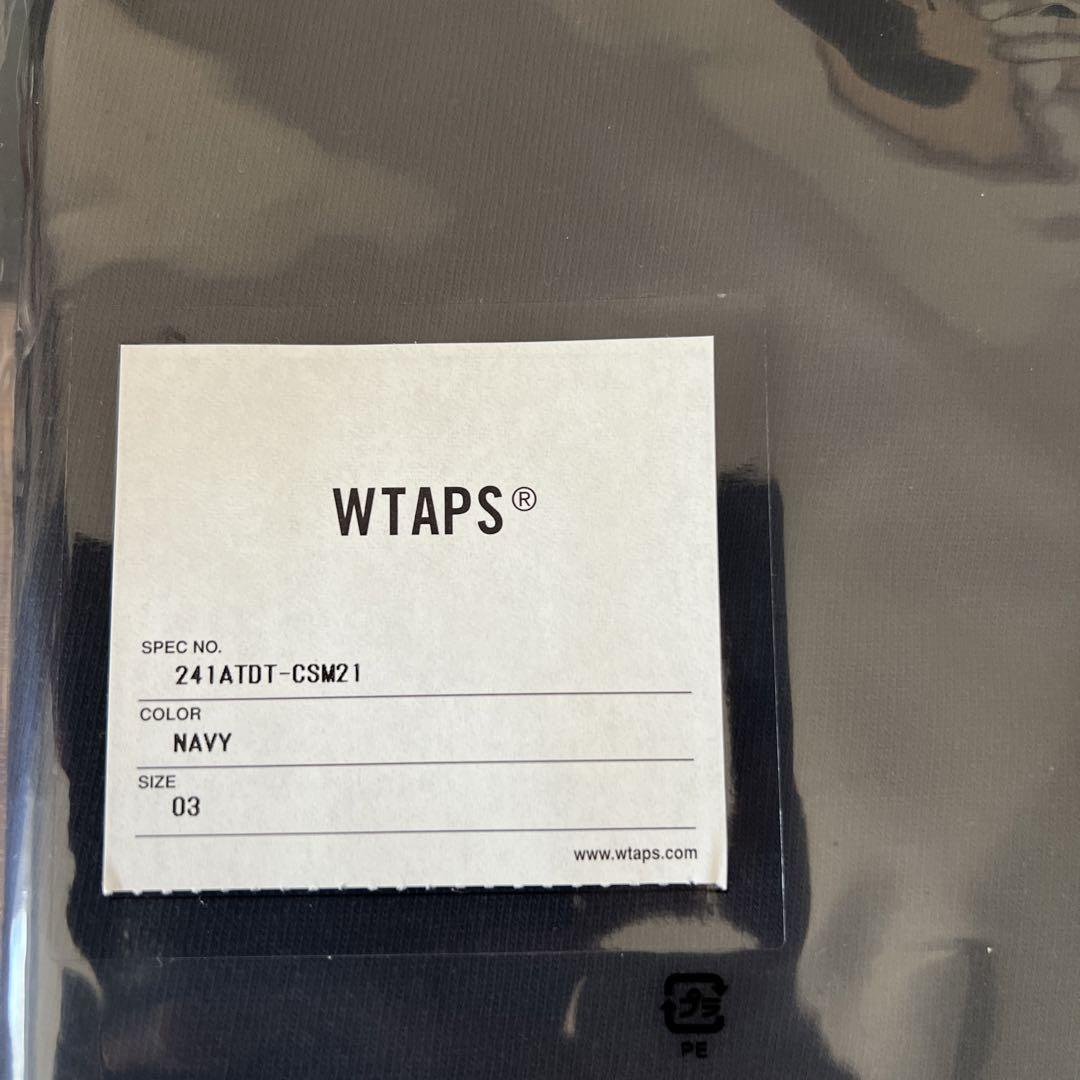 WTAPS®
SPEC NO.
241ATDT-CSM21
COLOR
NAVY
SIZE
03
www.wtaps.com
プラ
PE